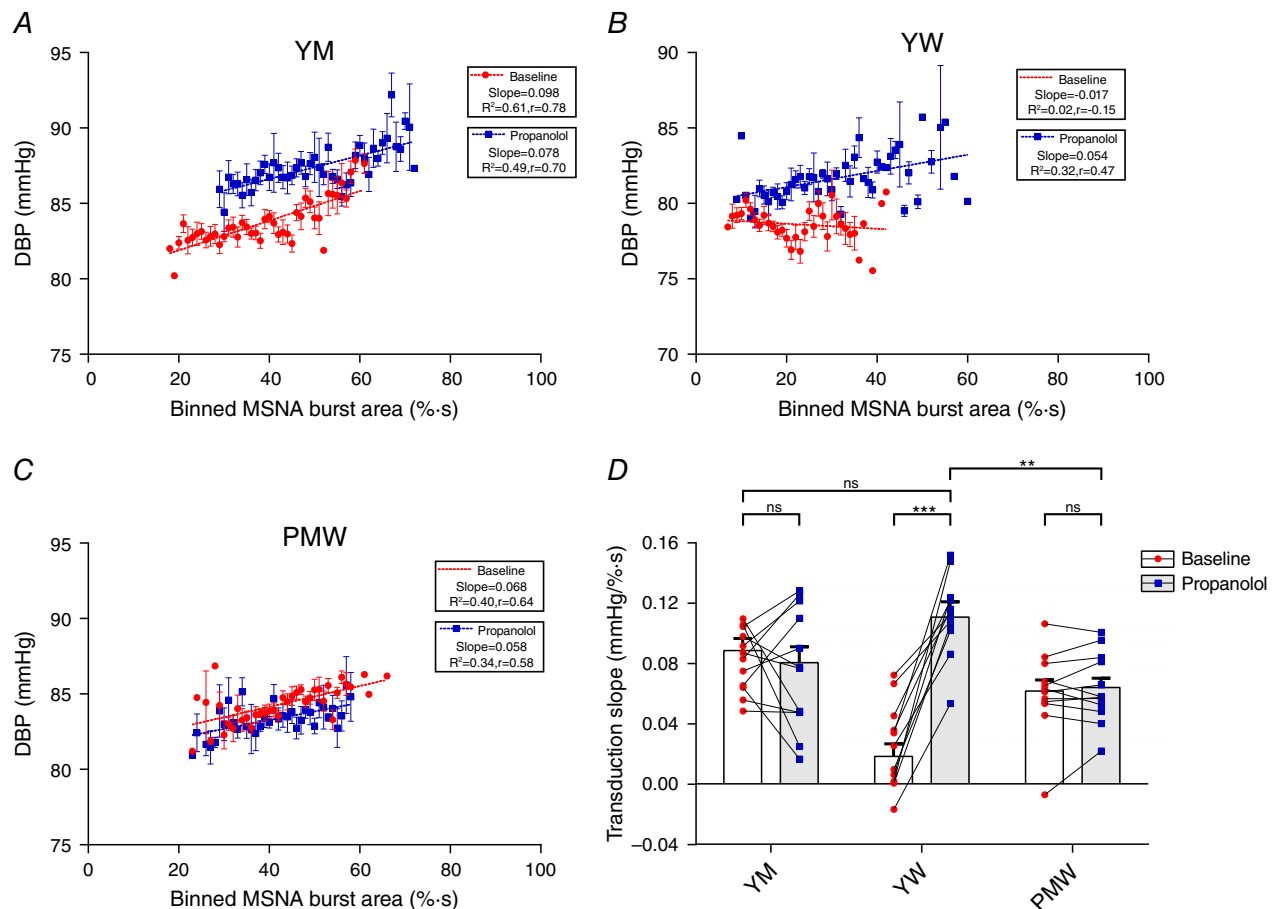 A
YM
95
90
85
80
75
DBP (mmHg)
0
20
40
60
80
100
Binned MSNA burst area (%·s)
Baseline
Slope=0.098
R²=0.61,r=0.78
Propanolol
Slope=0.078
R²=0.49,r=0.70
B
YW
90
85
80
75
70
DBP (mmHg)
0
20
40
60
80
100
Binned MSNA burst area (%·s)
Baseline
Slope=-0.017
R²=0.02,r=-0.15
Propanolol
Slope=0.054
R²=0.32,r=0.47
C
PMW
95
90
85
80
75
DBP (mmHg)
0
20
40
60
80
100
Binned MSNA burst area (%·s)
Baseline
Slope=0.068
R²=0.40,r=0.64
Propanolol
Slope=0.058
R²=0.34,r=0.58
D
**
ns
ns
***
ns
0.16
0.12
0.08
0.04
0.00
−0.04
Transduction slope (mmHg/%·s)
YM
YW
PMW
Baseline
Propanolol